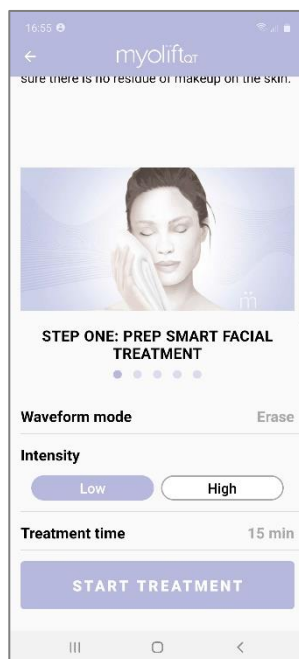 16:55
myolift QT
sure there is no residue of makeup on the skin.
m̈
STEP ONE: PREP SMART FACIAL
TREATMENT
Waveform mode Erase
Intensity
Low High
Treatment time 15 min
START TREATMENT